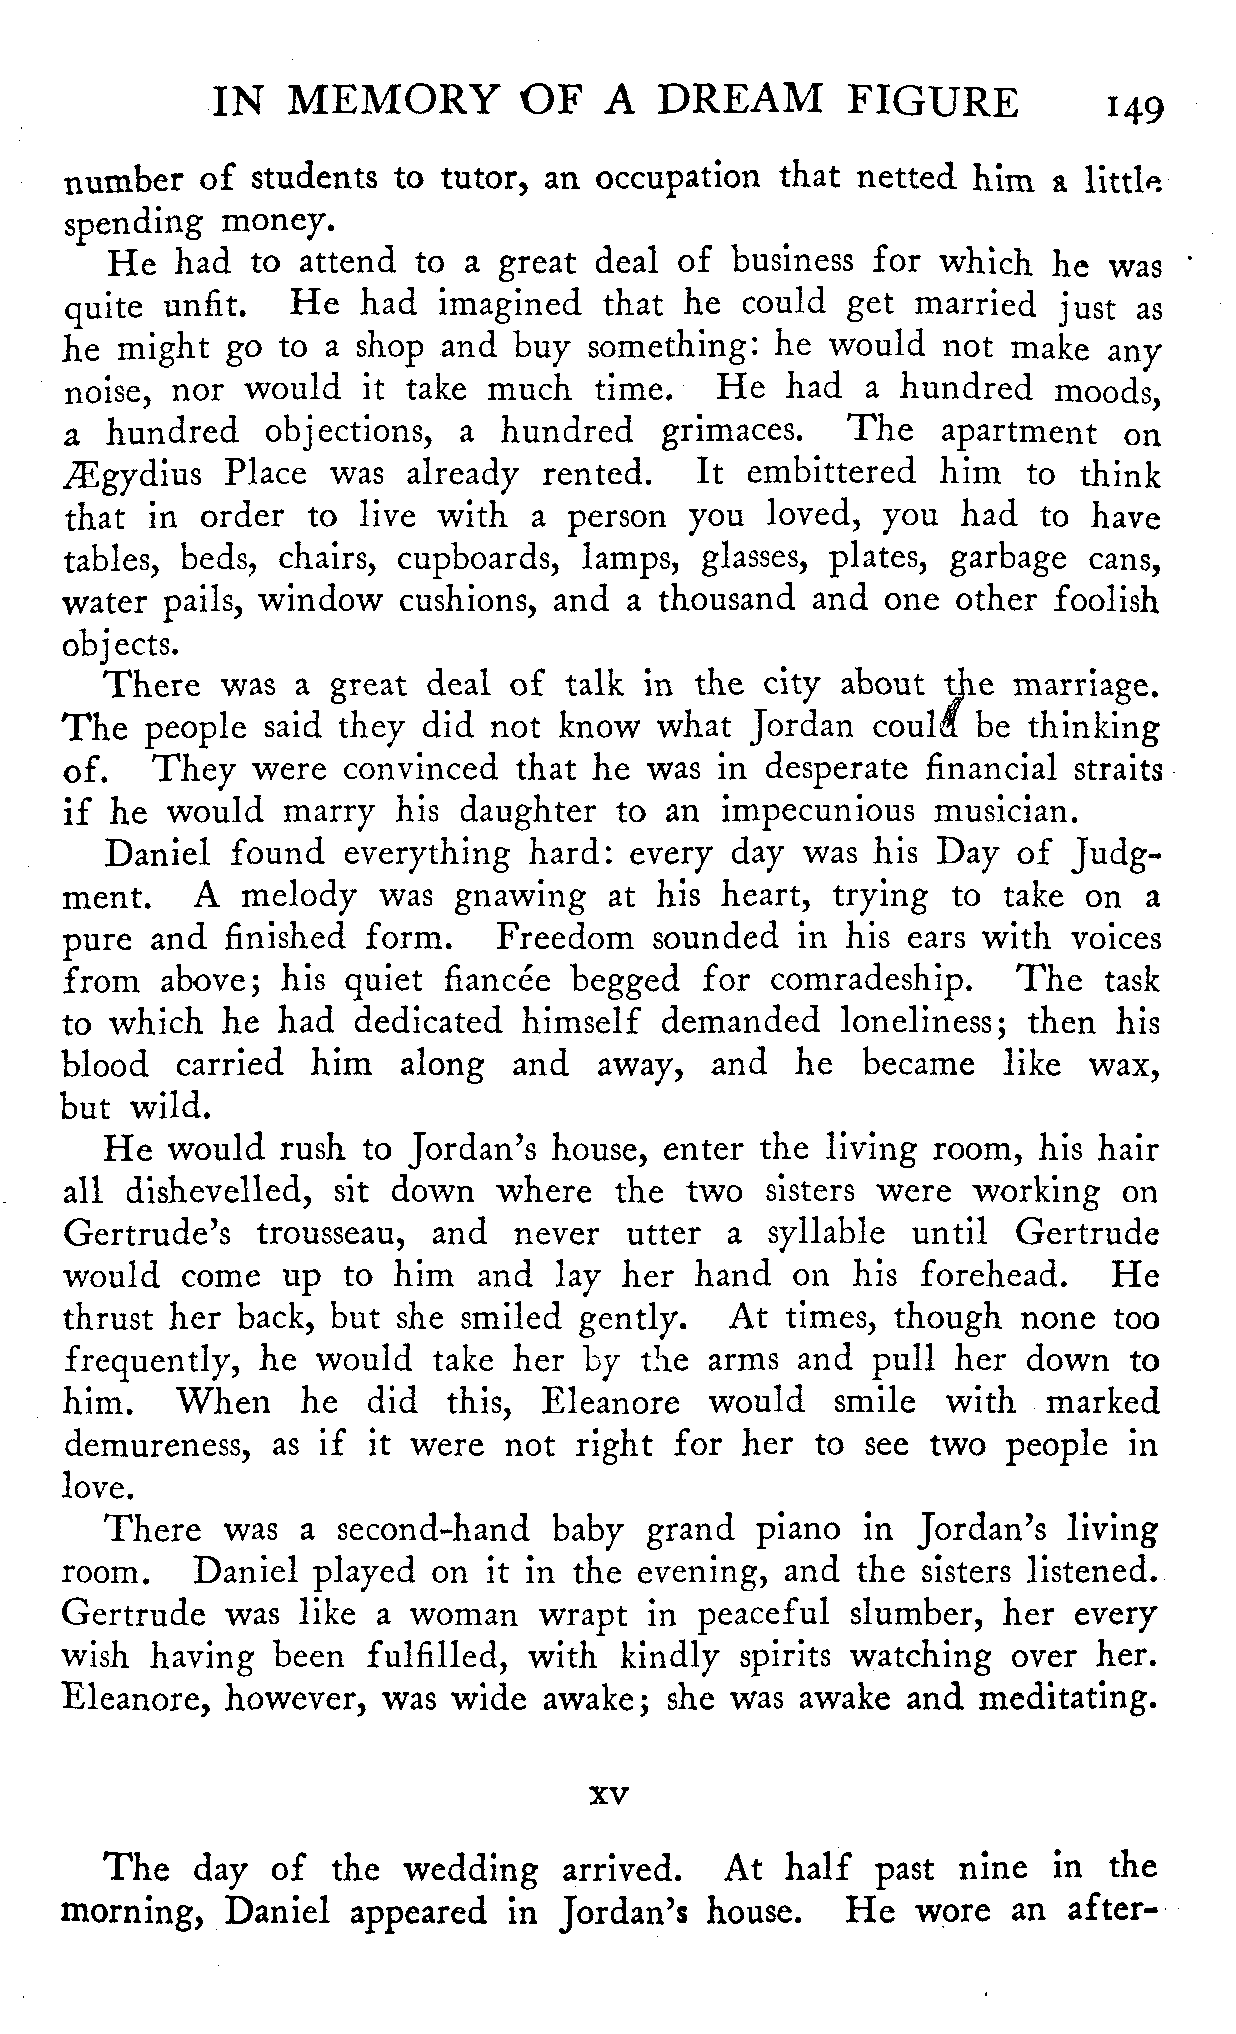 IN MEMORY OF A DREAM FIGURE 149
number of students to tutor, an occupation that netted him a little
spending money.
He had to attend to a great deal of business for which he was
quite unfit. He had imagined that he could get married just as
he might go to a shop and buy something: he would not make any
noise, nor would it take much time. He had a hundred moods,
a hundred objections, a hundred grimaces. The apartment on
Ægydius Place was already rented. It embittered him to think
that in order to live with a person you loved, you had to have
tables, beds, chairs, cupboards, lamps, glasses, plates, garbage cans,
water pails, window cushions, and a thousand and one other foolish
objects.
There was a great deal of talk in the city about the marriage.
The people said they did not know what Jordan could be thinking
of. They were convinced that he was in desperate financial straits
if he would marry his daughter to an impecunious musician.
Daniel found everything hard: every day was his Day of Judg-
ment. A melody was gnawing at his heart, trying to take on a
pure and finished form. Freedom sounded in his ears with voices
from above; his quiet fiancée begged for comradeship. The task
to which he had dedicated himself demanded loneliness; then his
blood carried him along and away, and he became like wax,
but wild.
He would rush to Jordan's house, enter the living room, his hair
all dishevelled, sit down where the two sisters were working on
Gertrude's trousseau, and never utter a syllable until Gertrude
would come up to him and lay her hand on his forehead. He
thrust her back, but she smiled gently. At times, though none too
frequently, he would take her by the arms and pull her down to
him. When he did this, Eleanore would smile with marked
demureness, as if it were not right for her to see two people in
love.
There was a second-hand baby grand piano in Jordan's living
room. Daniel played on it in the evening, and the sisters listened.
Gertrude was like a woman wrapt in peaceful slumber, her every
wish having been fulfilled, with kindly spirits watching over her.
Eleanore, however, was wide awake; she was awake and meditating.
XV
The day of the wedding arrived. At half past nine in the
morning, Daniel appeared in Jordan's house. He wore an after-